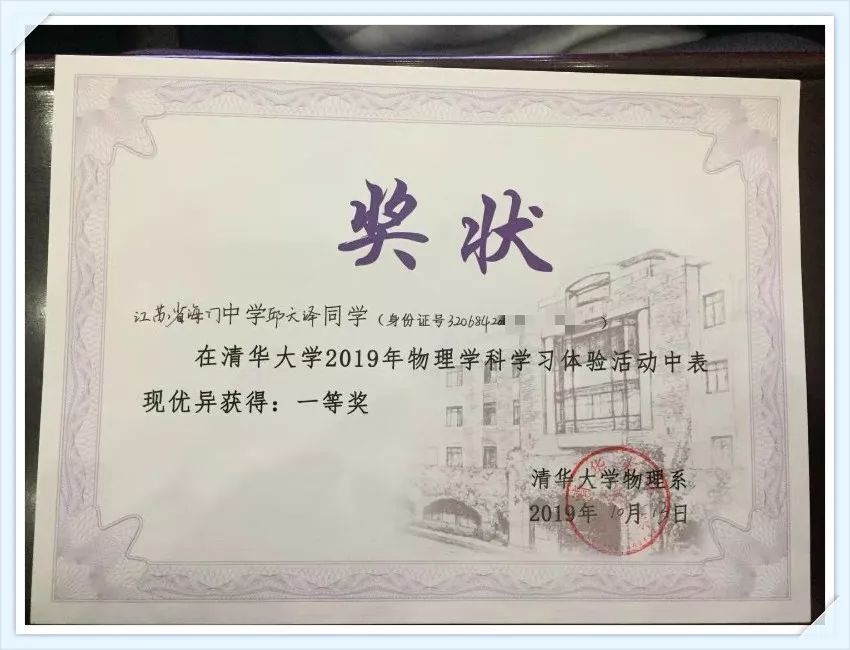 奖状
江苏省海门中学邱天泽同学(身份证号3206842
在清华大学2019年物理学科学习体验活动中表
现优异获得：一等奖
清华大学物理系
2019年10月 日